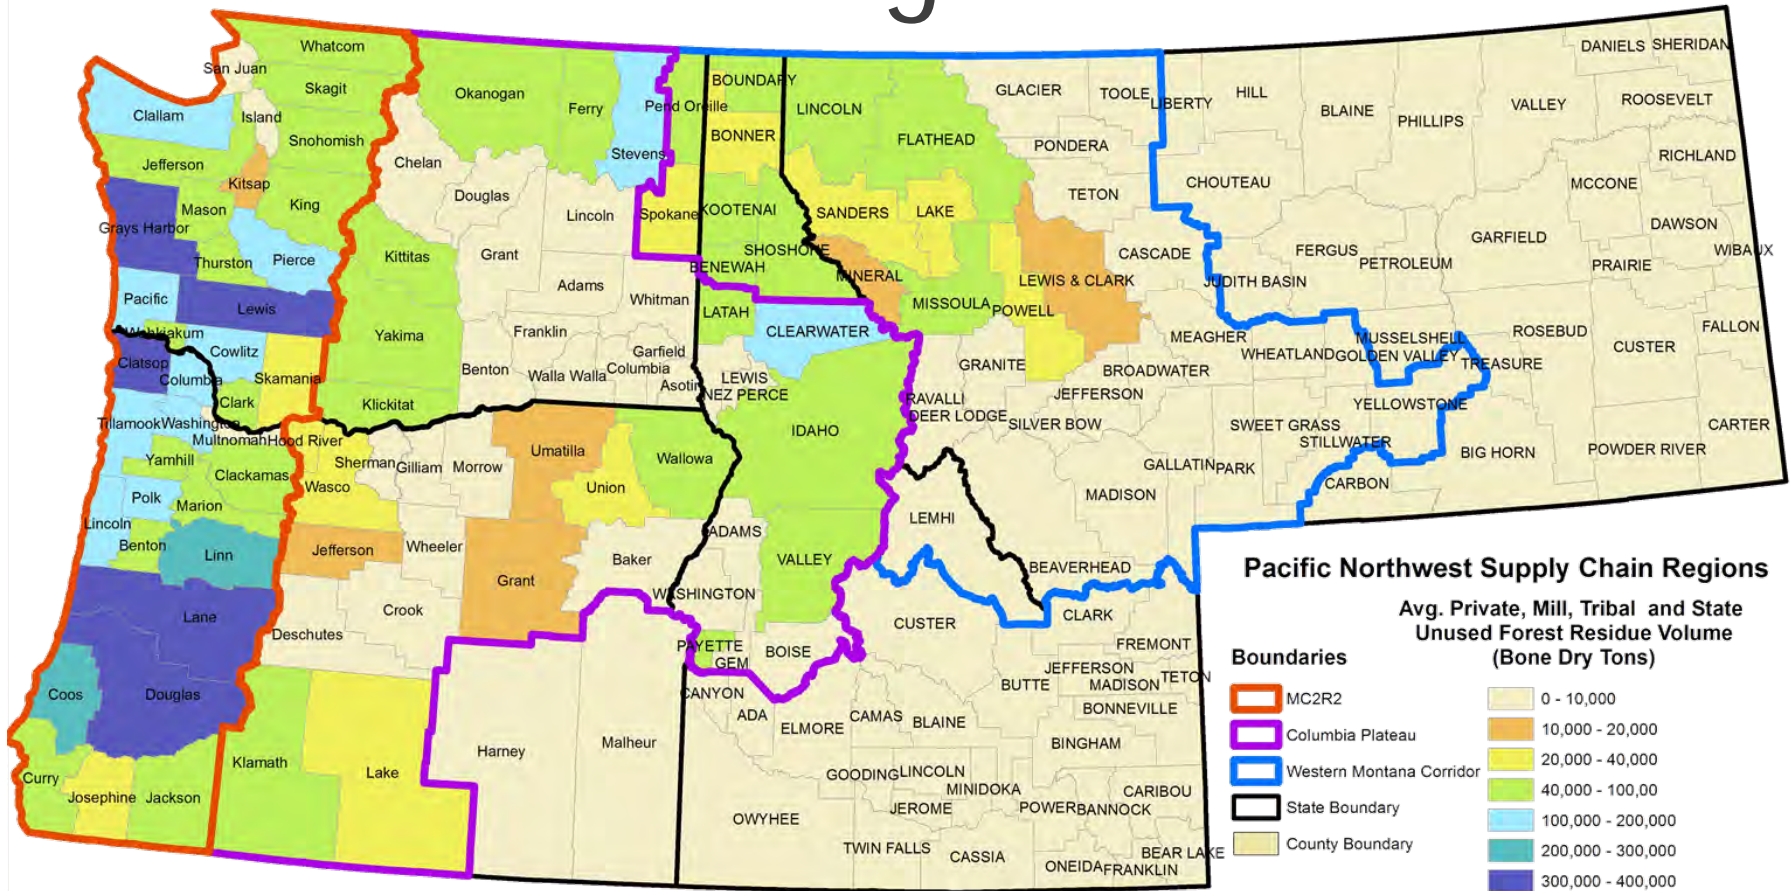 g
Whatcom
San Juan
Skagit
Clallam
Island
Snohomish
Jefferson
Kitsap
King
Mason
Grays Harbor
Thurston
Pierce
Pacific
Lewis
Wahkiakum
Clatsop
Cowlitz
Columbia
Skamania
Clark
Tillamook
Washington
Multnomah
Hood River
Yamhill
Clackamas
Polk
Marion
Lincoln
Benton
Linn
Lane
Coos
Douglas
Curry
Josephine
Jackson
Okanogan
Ferry
Pend Oreille
Stevens
Chelan
Douglas
Lincoln
Spokane
Kittitas
Grant
Adams
Whitman
Yakima
Franklin
Garfield
Benton
Walla Walla
Columbia
Asotin
Klickitat
Sherman
Gilliam
Morrow
Umatilla
Wallowa
Wasco
Union
Jefferson
Wheeler
Baker
Grant
Crook
Deschutes
Klamath
Lake
Harney
Malheur
BOUNDARY
BONNER
KOOTENAI
SHOSHONE
BENEWAH
LATAH
CLEARWATER
LEWIS
NEZ PERCE
IDAHO
ADAMS
VALLEY
WASHINGTON
PAYETTE
GEM
BOISE
CANYON
ADA
ELMORE
CAMAS
BLAINE
GOODING
LINCOLN
MINIDOKA
JEROME
OWYHEE
TWIN FALLS
CASSIA
POWER
BANNOCK
CARIBOU
ONEIDA
FRANKLIN
BEAR LAKE
LEMHI
CUSTER
CLARK
FREMONT
JEFFERSON
MADISON
TETON
BUTTE
BONNEVILLE
BINGHAM
LINCOLN
FLATHEAD
GLACIER
TOOLE
LIBERTY
HILL
BLAINE
PHILLIPS
VALLEY
DANIELS
SHERIDAN
ROOSEVELT
PONDERA
TETON
CHOUTEAU
RICHLAND
MCCONE
DAWSON
WIBAUX
SANDERS
LAKE
MINERAL
MISSOULA
POWELL
LEWIS & CLARK
CASCADE
JUDITH BASIN
FERGUS
PETROLEUM
GARFIELD
PRAIRIE
FALLON
MEAGHER
WHEATLAND
GOLDEN VALLEY
MUSSELSHELL
TREASURE
ROSEBUD
CUSTER
GRANITE
BROADWATER
JEFFERSON
RAVALLI
DEER LODGE
SILVER BOW
YELLOWSTONE
SWEET GRASS
STILLWATER
BIG HORN
POWDER RIVER
CARTER
GALLATIN
PARK
MADISON
CARBON
BEAVERHEAD
Pacific Northwest Supply Chain Regions
Avg. Private, Mill, Tribal and State
Unused Forest Residue Volume
(Bone Dry Tons)
Boundaries
MC2R2
Columbia Plateau
Western Montana Corridor
State Boundary
County Boundary
0 - 10,000
10,000 - 20,000
20,000 - 40,000
40,000 - 100,00
100,000 - 200,000
200,000 - 300,000
300,000 - 400,000